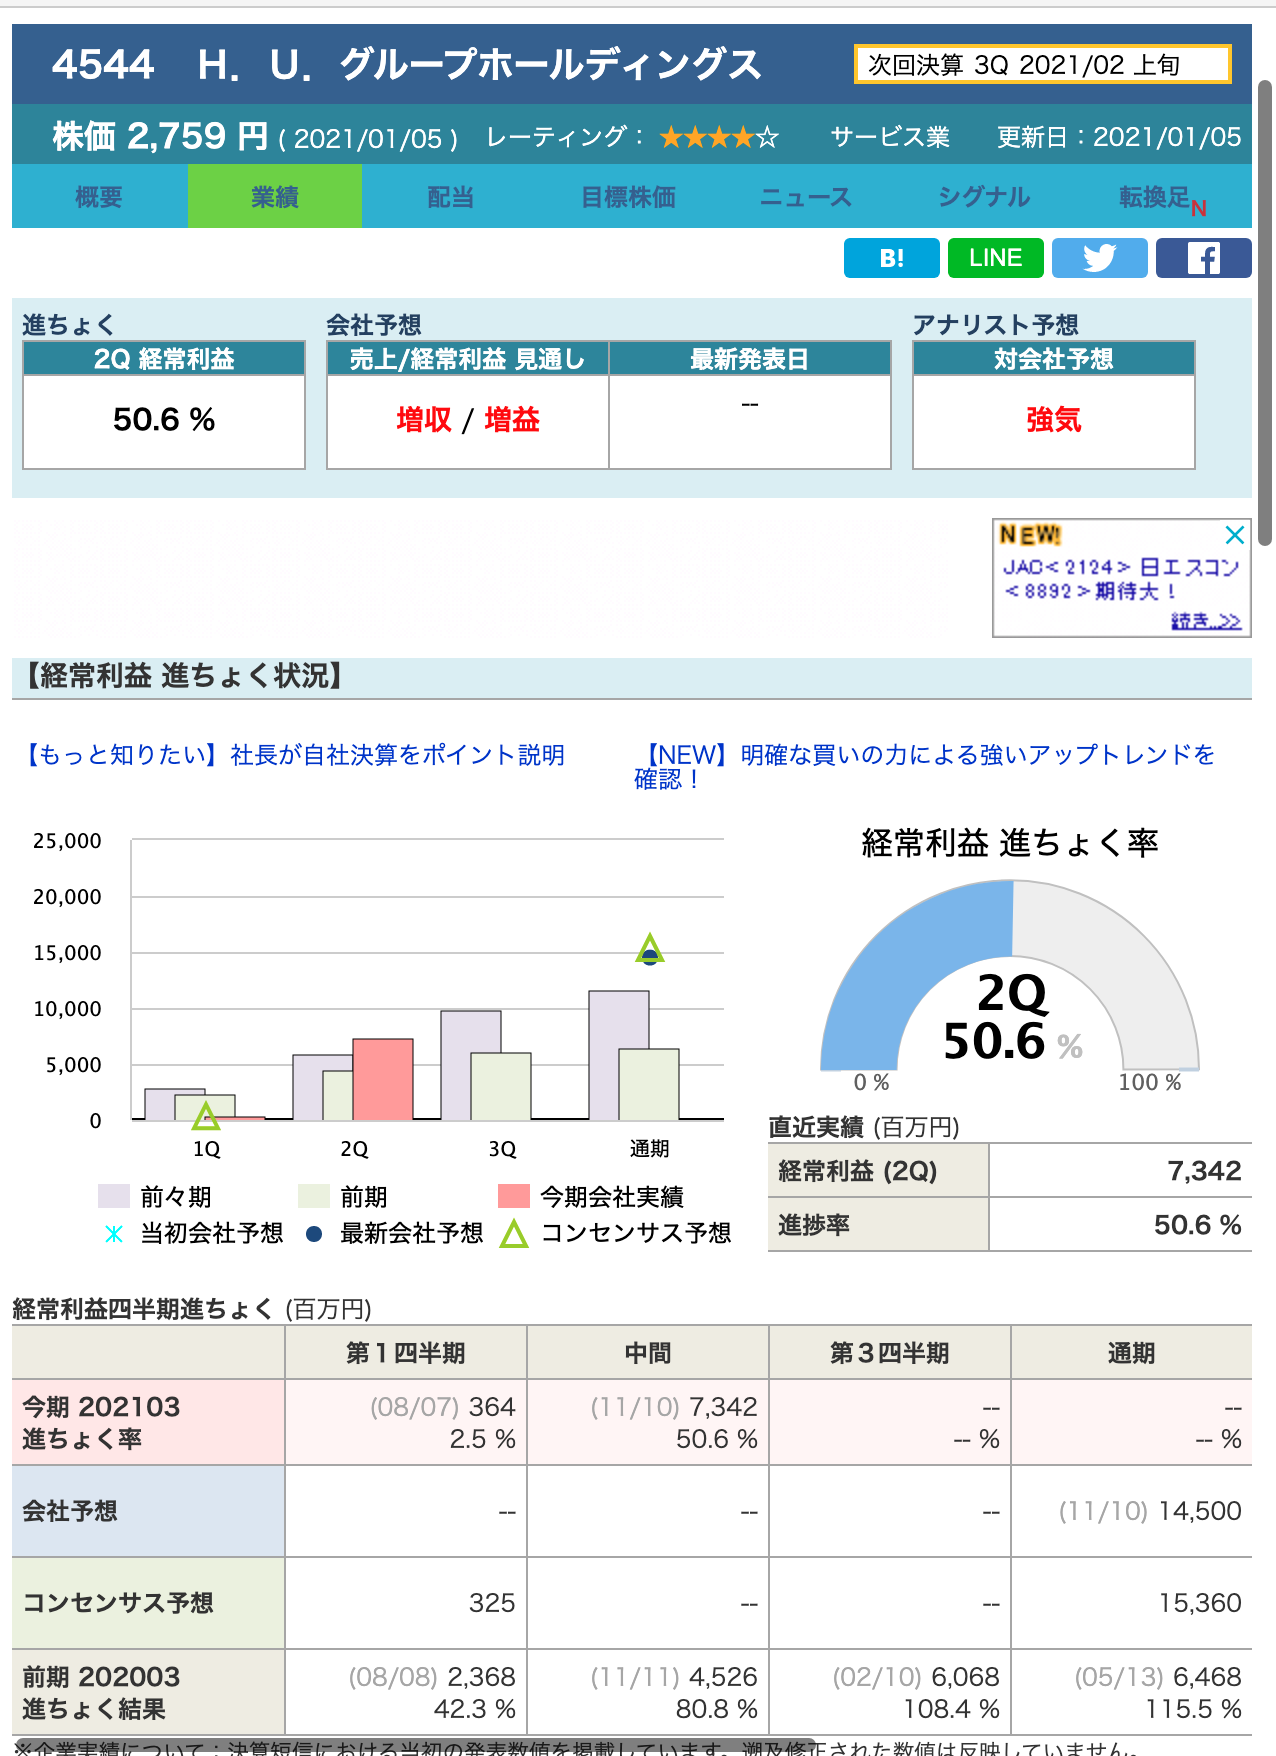 4544　H．U．グループホールディングス
次回決算 3Q 2021/02 上旬
株価 2,759 円 ( 2021/01/05 )　レーティング： ★★★★☆　サービス業　更新日：2021/01/05
概要　業績　配当　目標株価　ニュース　シグナル　転換足N
B!　LINE
進ちょく　会社予想　アナリスト予想
2Q 経常利益　売上/経常利益 見通し　最新発表日　対会社予想
50.6 %　増収 / 増益　--　強気
NEW!
JAC<2124> 日エスコン
<8892>期待大！
続き..>>
【経常利益 進ちょく状況】
【もっと知りたい】社長が自社決算をポイント説明
【NEW】明確な買いの力による強いアップトレンドを
確認！
25,000
20,000
15,000
10,000
5,000
0
1Q　2Q　3Q　通期
前々期　前期　今期会社実績
当初会社予想　最新会社予想　コンセンサス予想
経常利益 進ちょく率
2Q
50.6 %
0 %　100 %
直近実績 (百万円)
経常利益 (2Q)　7,342
進捗率　50.6 %
経常利益四半期進ちょく (百万円)
第１四半期　中間　第３四半期　通期
今期 202103　(08/07) 364　(11/10) 7,342　--　--
進ちょく率　2.5 %　50.6 %　-- %　-- %
会社予想　--　--　--　(11/10) 14,500
コンセンサス予想　325　--　--　15,360
前期 202003　(08/08) 2,368　(11/11) 4,526　(02/10) 6,068　(05/13) 6,468
進ちょく結果　42.3 %　80.8 %　108.4 %　115.5 %
※企業実績について：決算短信における当初の発表数値を掲載しています。遡及修正された数値は反映していません。